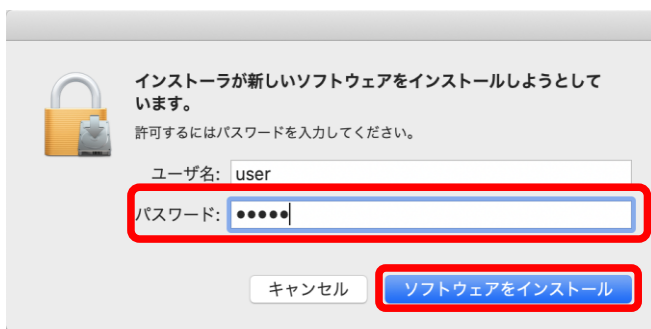 インストーラが新しいソフトウェアをインストールしようとして
います。
許可するにはパスワードを入力してください。
ユーザ名: user
パスワード: •••••
キャンセル ソフトウェアをインストール